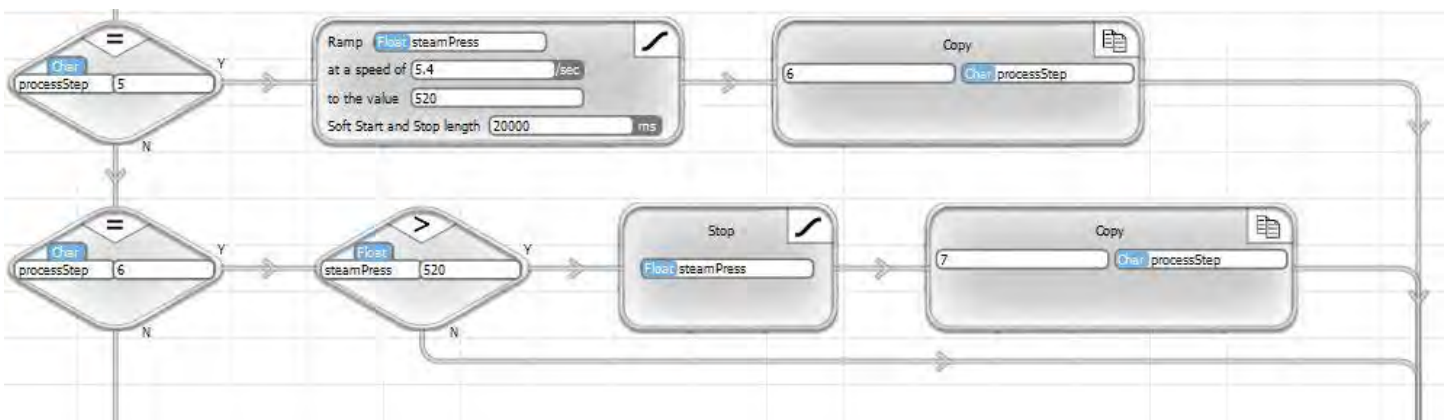 =
Char
processStep 5
Y
N
Ramp Float steamPress
at a speed of 5.4 /sec
to the value 520
Soft Start and Stop length 20000 ms
Copy
6 Char processStep
=
Char
processStep 6
Y
N
>
Float
steamPress 520
Y
N
Stop
Float steamPress
Copy
7 Char processStep